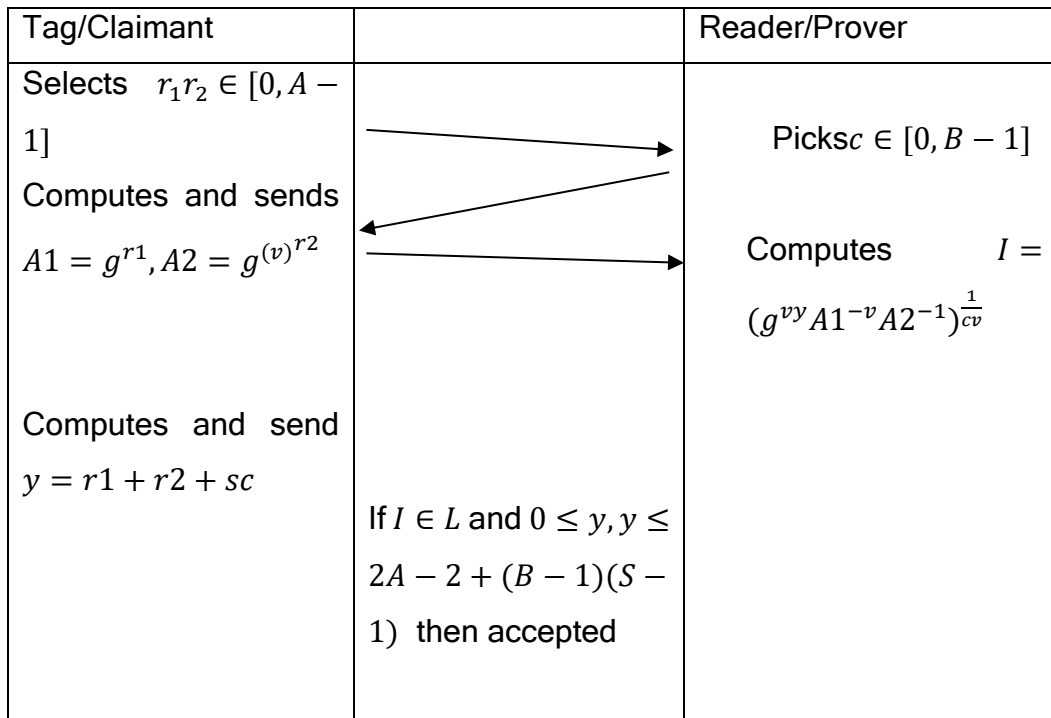 Tag/Claimant
Reader/Prover
Selects r₁r₂ ∈ [0, A −
1]
Computes and sends
A1 = g^{r1}, A2 = g^{(v)^{r2}}
Computes and send
y = r1 + r2 + sc
If I ∈ L and 0 ≤ y, y ≤
2A − 2 + (B − 1)(S −
1) then accepted
Picksc ∈ [0, B − 1]
Computes I =
(g^{vy}A1^{−v}A2^{−1})^{\frac{1}{cv}}